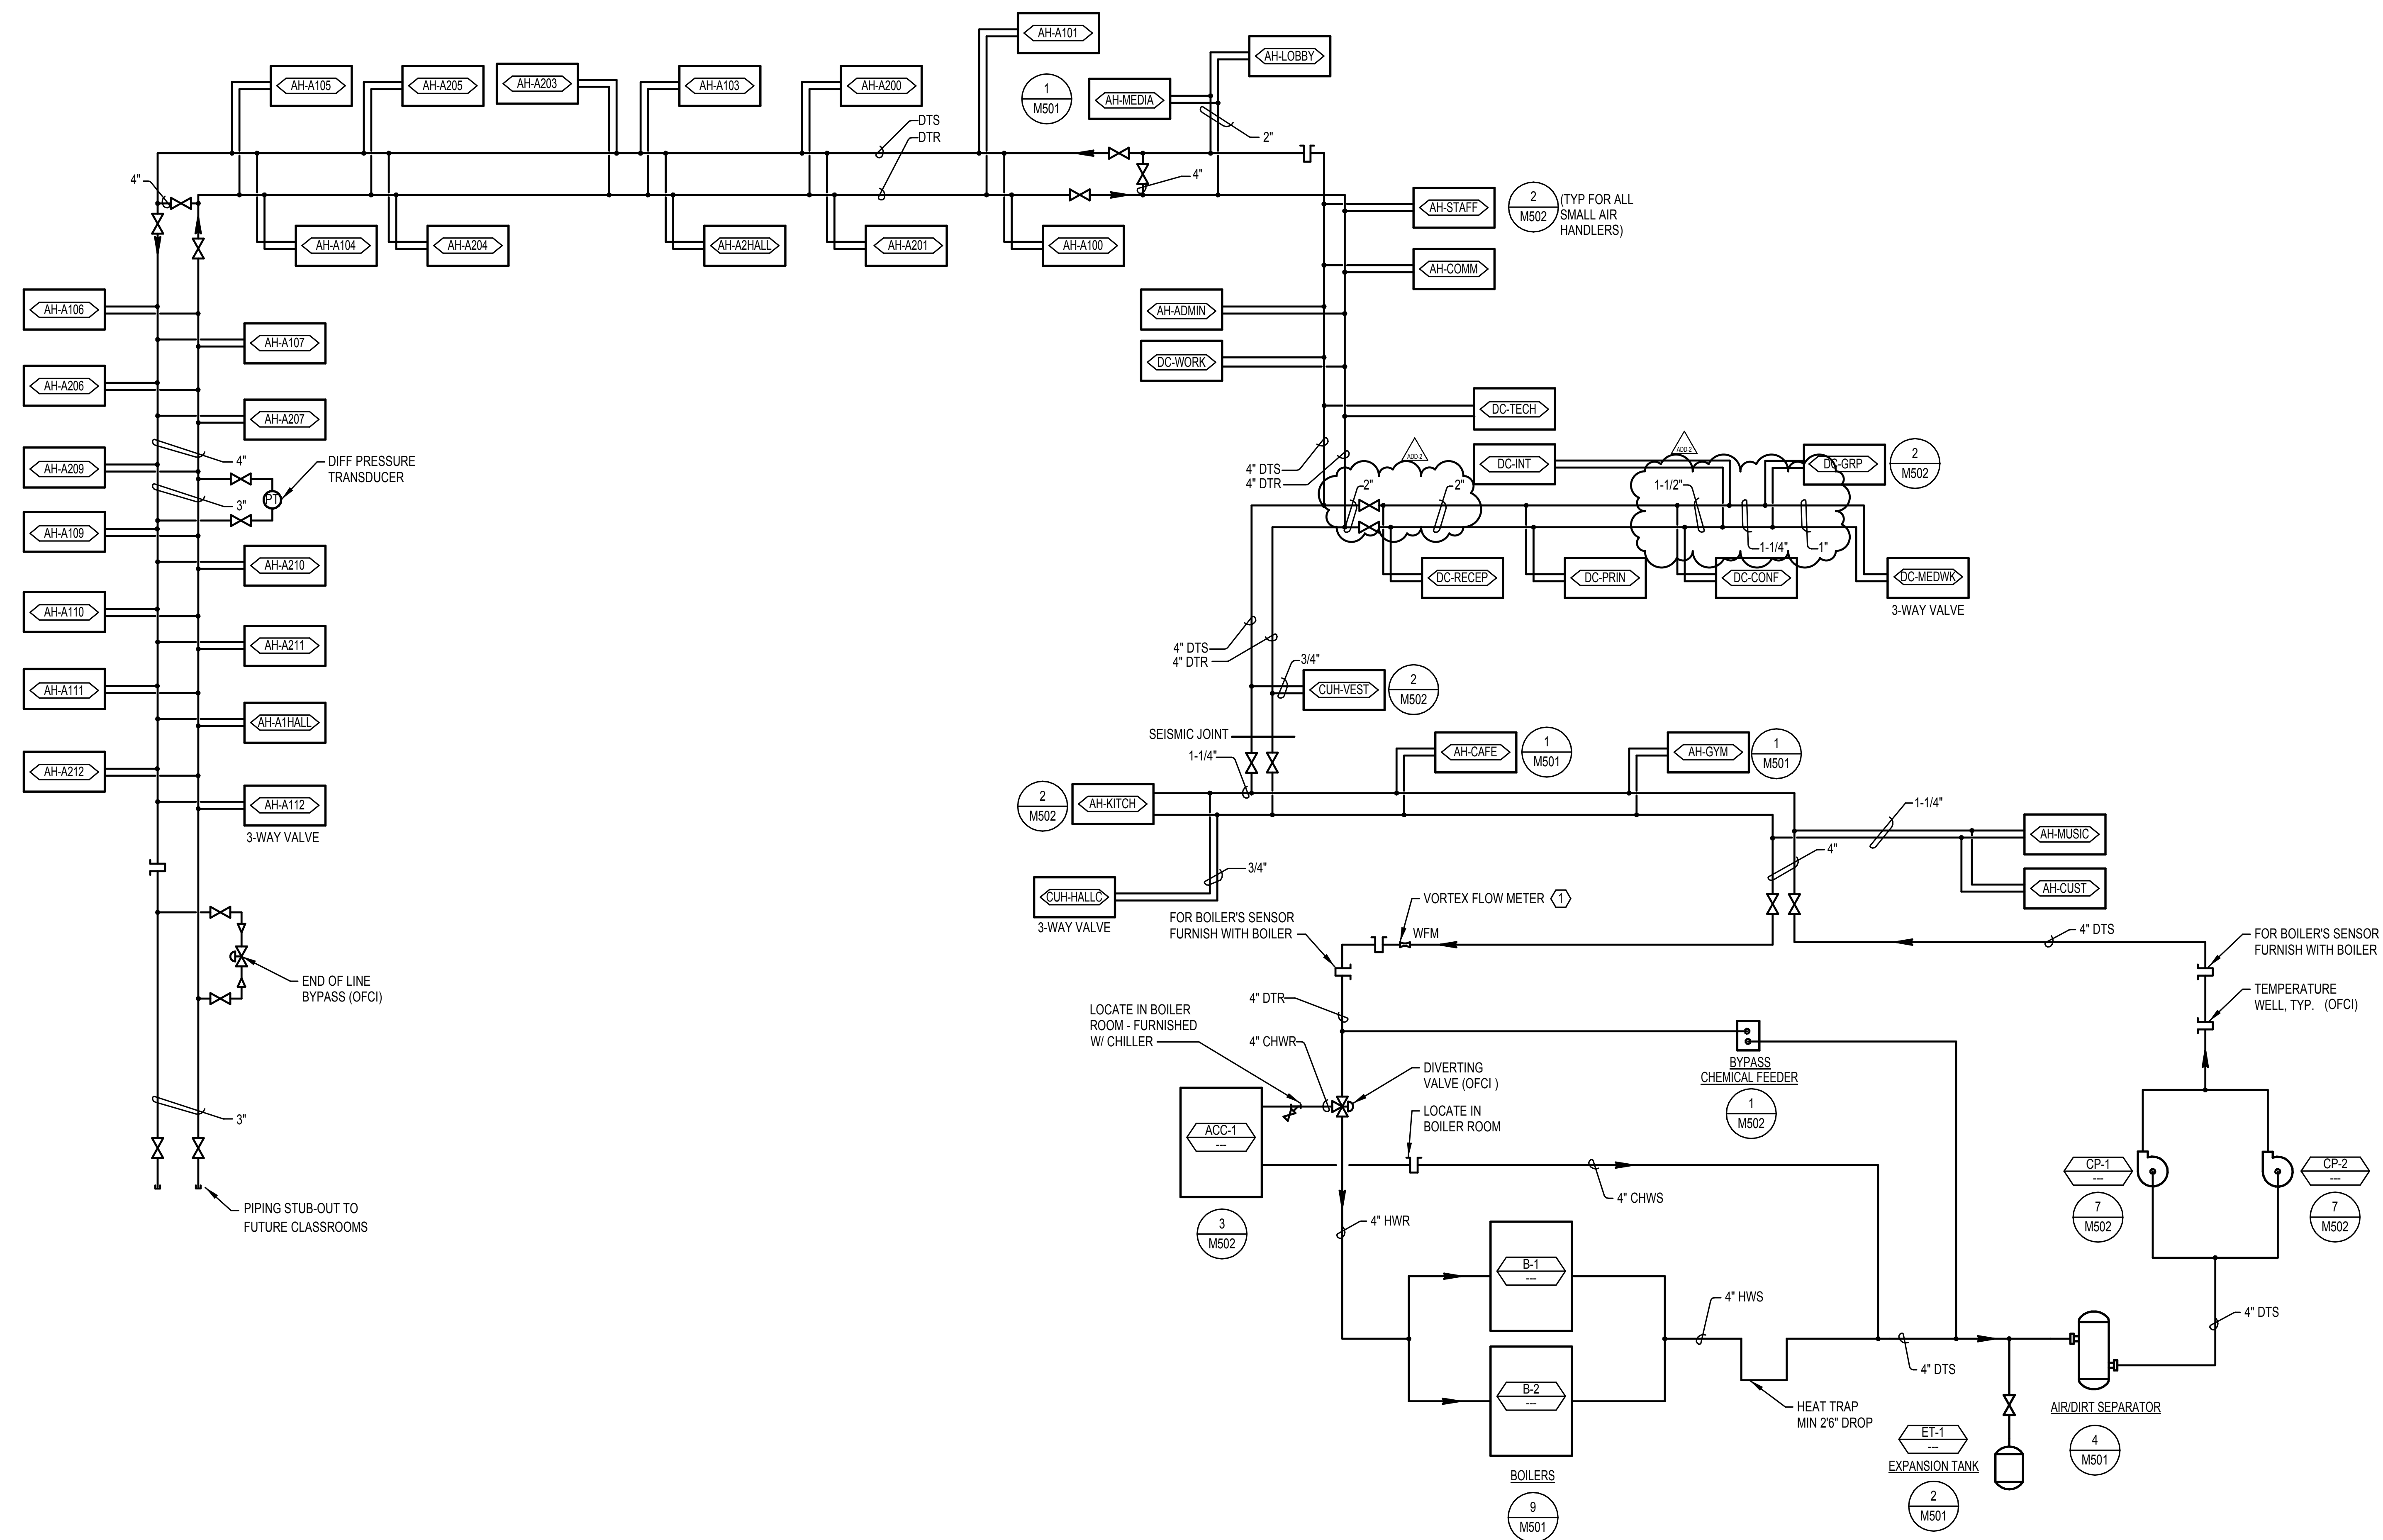 AH-A101
AH-LOBBY
AH-A105
AH-A205
AH-A203
AH-A103
AH-A200
1
M501
AH-MEDIA
DTS
DTR
2"
4"
4"
AH-STAFF
2
M502
(TYP FOR ALL
SMALL AIR
HANDLERS)
AH-A104
AH-A204
AH-A2HALL
AH-A201
AH-A100
AH-COMM
AH-A106
AH-ADMIN
AH-A107
DC-WORK
AH-A206
AH-A207
DC-TECH
4"
AH-A209
DIFF PRESSURE
TRANSDUCER
PT
3"
4" DTS
4" DTR
ADD-2
ADD-2
DC-INT
DC-GRP
2
M502
2"
2"
1-1/2"
1-1/4"
1"
AH-A109
AH-A210
DC-RECEP
DC-PRIN
DC-CONF
DC-MEDWK
3-WAY VALVE
AH-A110
AH-A211
4" DTS
4" DTR
3/4"
CUH-VEST
2
M502
AH-A111
AH-A1HALL
SEISMIC JOINT
1-1/4"
AH-CAFE
1
M501
AH-GYM
1
M501
AH-A212
AH-A112
3-WAY VALVE
2
M502
AH-KITCH
1-1/4"
AH-MUSIC
4"
3/4"
CUH-HALLC
3-WAY VALVE
AH-CUST
VORTEX FLOW METER
1
FOR BOILER'S SENSOR
FURNISH WITH BOILER
WFM
4" DTS
FOR BOILER'S SENSOR
FURNISH WITH BOILER
END OF LINE
BYPASS (OFCI)
TEMPERATURE
WELL, TYP. (OFCI)
4" DTR
LOCATE IN BOILER
ROOM - FURNISHED
W/ CHILLER
4" CHWR
BYPASS
CHEMICAL FEEDER
1
M502
DIVERTING
VALVE (OFCI )
LOCATE IN
BOILER ROOM
3"
ACC-1
---
3
M502
4" CHWS
CP-1
---
7
M502
CP-2
---
7
M502
PIPING STUB-OUT TO
FUTURE CLASSROOMS
4" HWR
B-1
---
4" HWS
4" DTS
4" DTS
B-2
---
HEAT TRAP
MIN 2'6" DROP
AIR/DIRT SEPARATOR
4
M501
ET-1
---
EXPANSION TANK
2
M501
BOILERS
9
M501